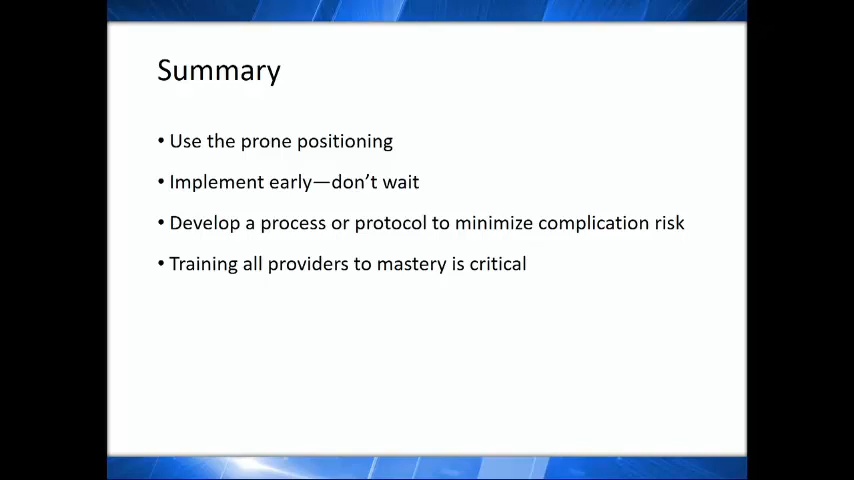 Summary
• Use the prone positioning
• Implement early—don't wait
• Develop a process or protocol to minimize complication risk
• Training all providers to mastery is critical